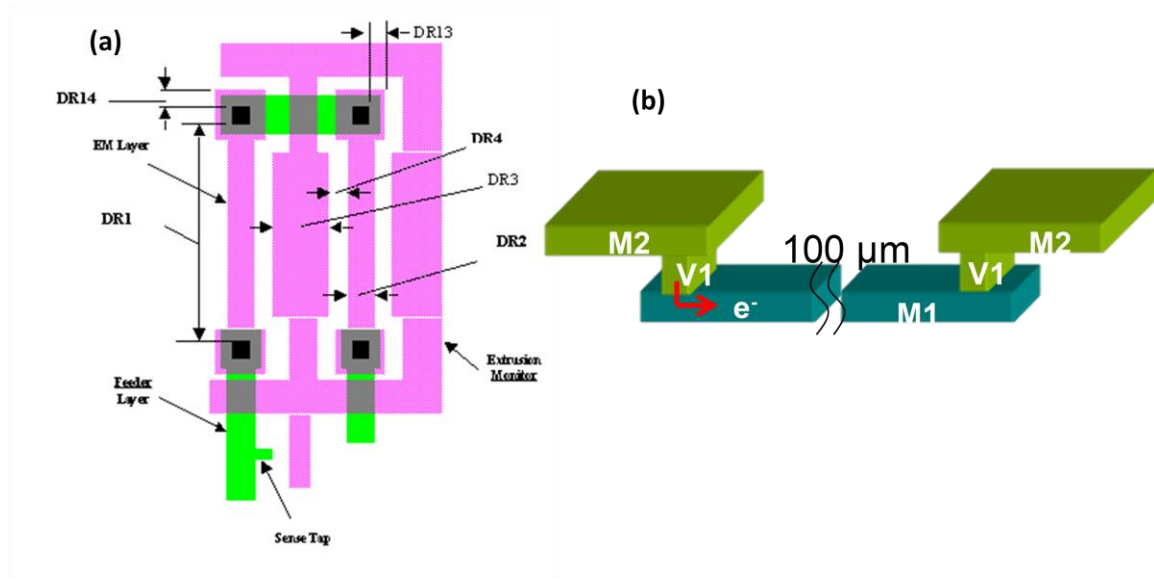 (a)
DR13
DR14
EM Layer
DR4
DR3
DR1
DR2
Extrusion
Monitor
Feeder
Layer
Sense Tap
(b)
M2
M2
100 µm
V1
V1
e-
M1